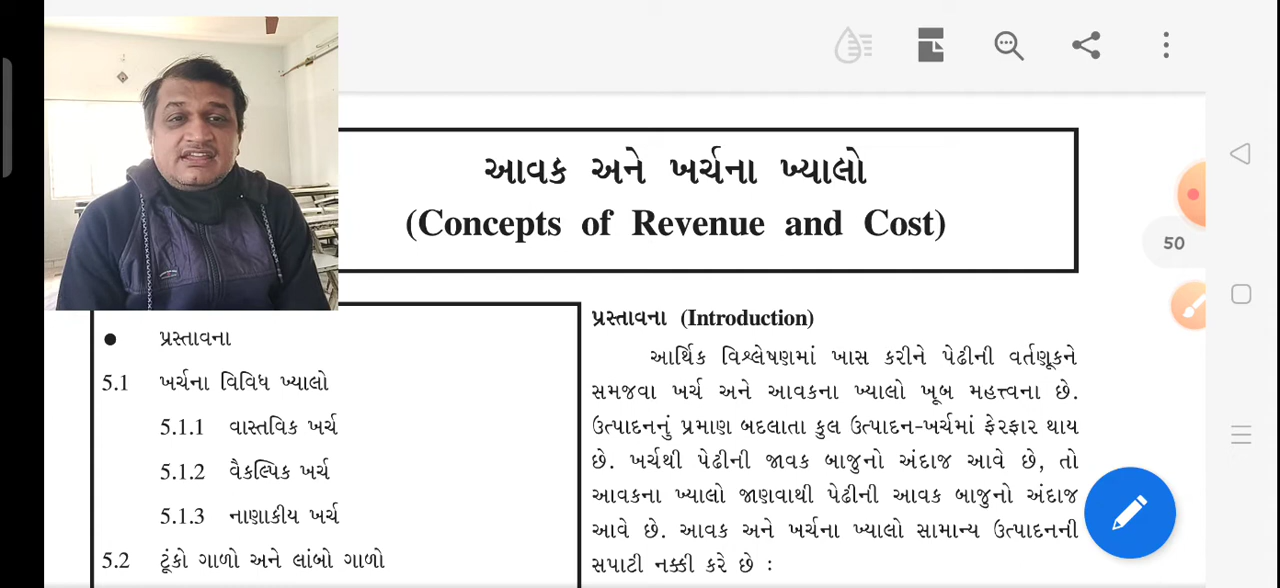 આવક અને ખર્ચના ખ્યાલો
(Concepts of Revenue and Cost)
50
● પ્રસ્તાવના
5.1 ખર્ચના વિવિધ ખ્યાલો
5.1.1 વાસ્તવિક ખર્ચ
5.1.2 વૈકલ્પિક ખર્ચ
5.1.3 નાણાકીય ખર્ચ
5.2 ટૂંકો ગાળો અને લાંબો ગાળો
પ્રસ્તાવના (Introduction)
આર્થિક વિશ્લેષણમાં ખાસ કરીને પેઢીની વર્તણૂકને
સમજવા ખર્ચ અને આવકના ખ્યાલો ખૂબ મહત્ત્વના છે.
ઉત્પાદનનું પ્રમાણ બદલાતા કુલ ઉત્પાદન-ખર્ચમાં ફેરફાર થાય
છે. ખર્ચથી પેઢીની જાવક બાજુનો અંદાજ આવે છે, તો
આવકના ખ્યાલો જાણવાથી પેઢીની આવક બાજુનો અંદાજ
આવે છે. આવક અને ખર્ચના ખ્યાલો સામાન્ય ઉત્પાદનની
સપાટી નક્કી કરે છે :